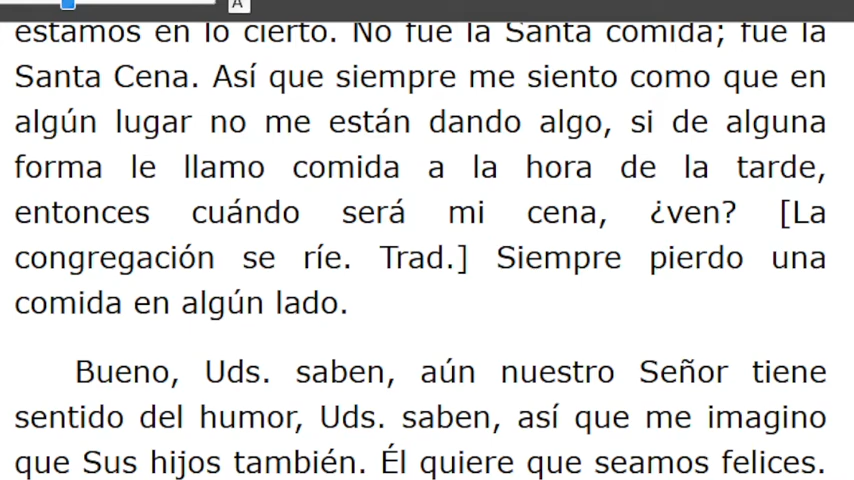 A
estamos en lo cierto. No fue la Santa comida; fue la
Santa Cena. Así que siempre me siento como que en
algún lugar no me están dando algo, si de alguna
forma le llamo comida a la hora de la tarde,
entonces cuándo será mi cena, ¿ven? [La
congregación se ríe. Trad.] Siempre pierdo una
comida en algún lado.
Bueno, Uds. saben, aún nuestro Señor tiene
sentido del humor, Uds. saben, así que me imagino
que Sus hijos también. Él quiere que seamos felices.